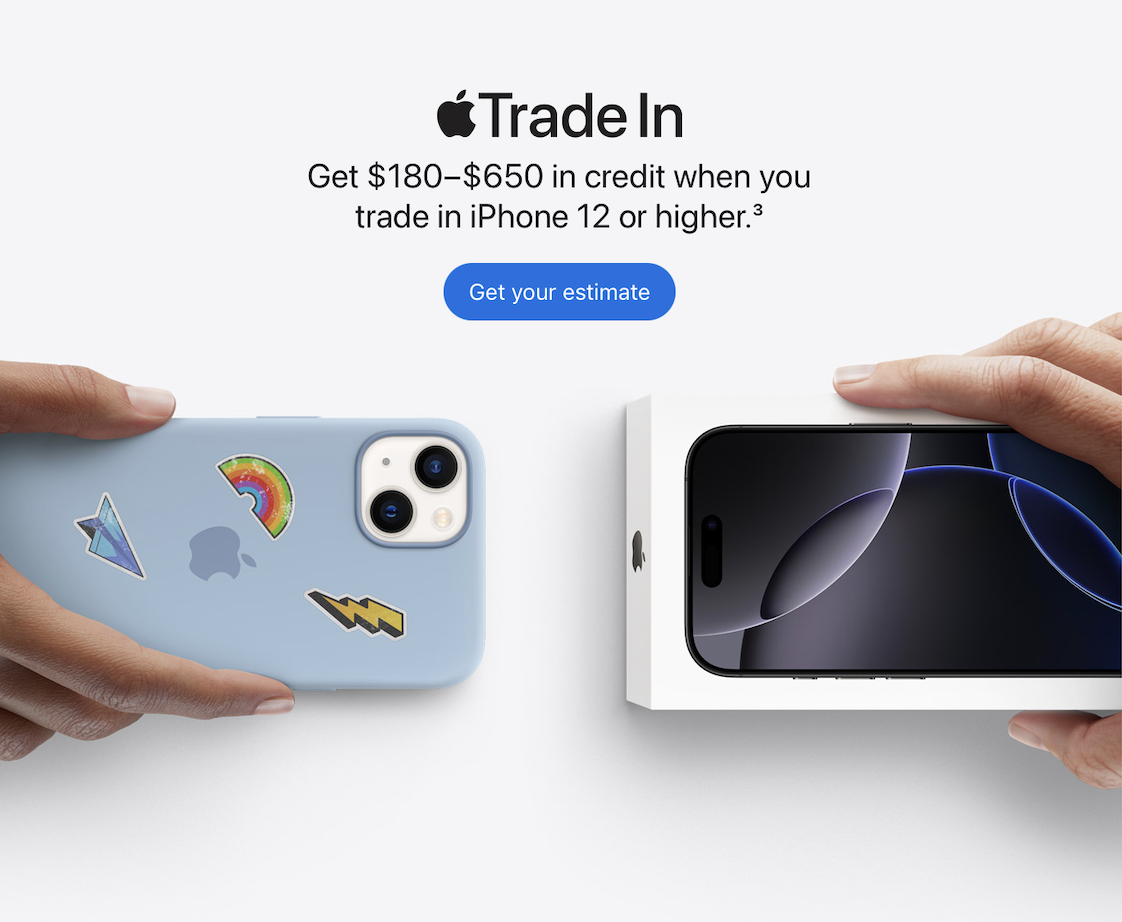 Trade In
Get $180–$650 in credit when you
trade in iPhone 12 or higher.³
Get your estimate